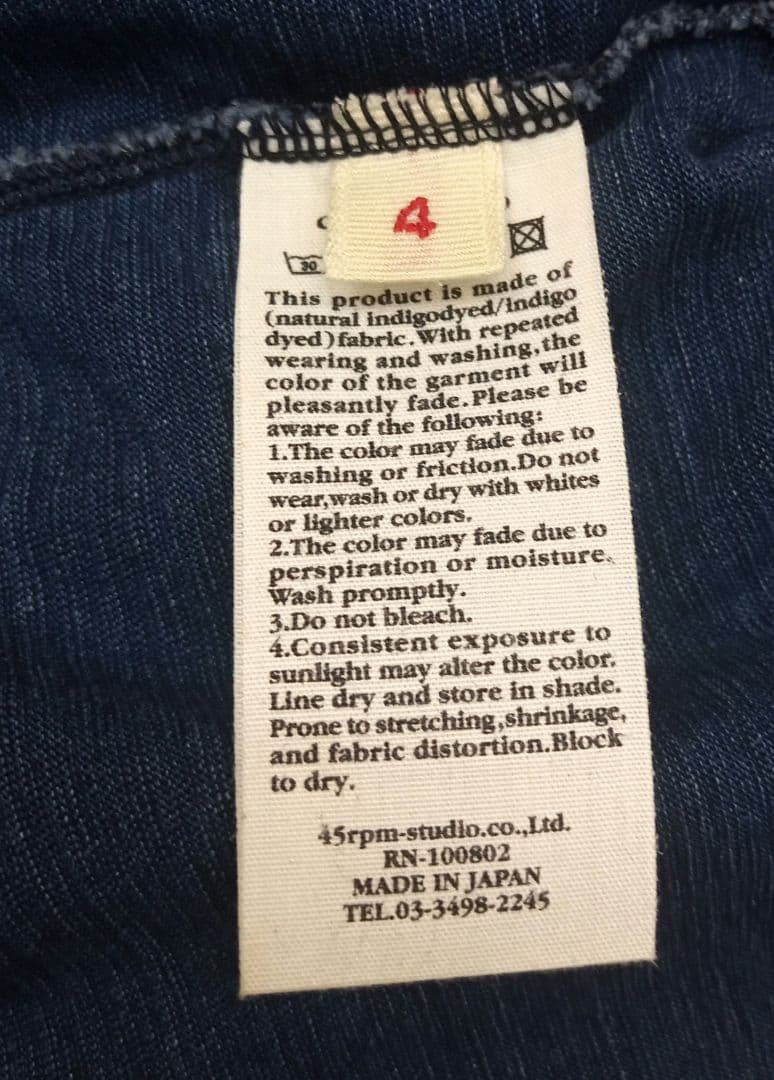 4
30
This product is made of
(natural indigodyed/indigo
dyed)fabric.With repeated
wearing and washing,the
color of the garment will
pleasantly fade.Please be
aware of the following:
1.The color may fade due to
washing or friction.Do not
wear,wash or dry with whites
or lighter colors.
2.The color may fade due to
perspiration or moisture.
Wash promptly.
3.Do not bleach.
4.Consistent exposure to
sunlight may alter the color.
Line dry and store in shade.
Prone to stretching,shrinkage,
and fabric distortion.Block
to dry.
45rpm-studio.co.,Ltd.
RN-100802
MADE IN JAPAN
TEL.03-3498-2245